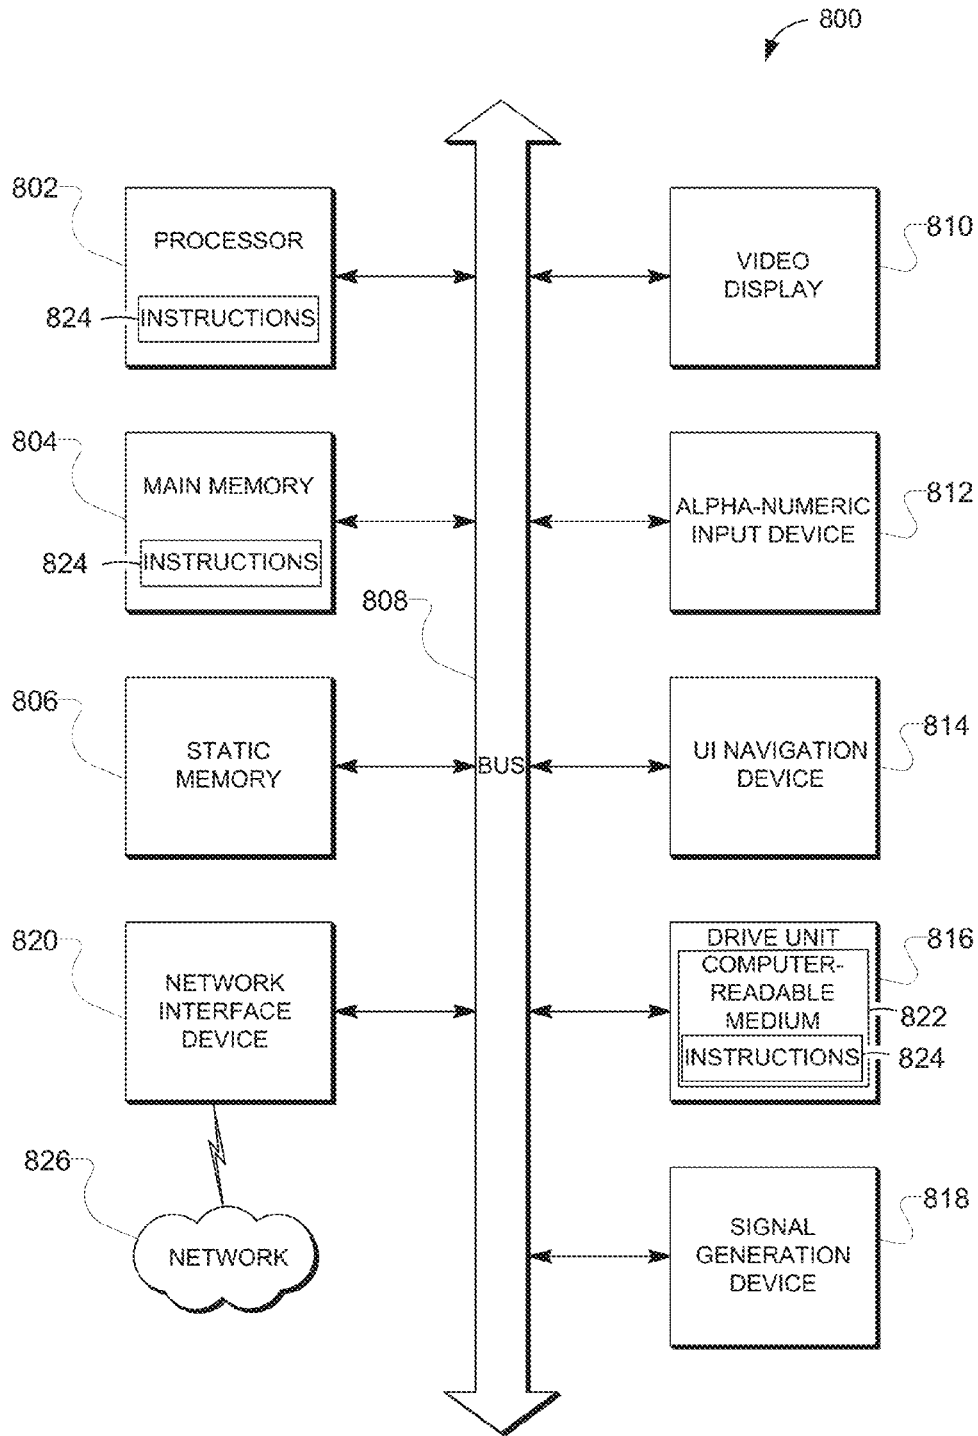 800
802
PROCESSOR
824
INSTRUCTIONS
804
MAIN MEMORY
824
INSTRUCTIONS
806
STATIC
MEMORY
820
NETWORK
INTERFACE
DEVICE
826
NETWORK
808
BUS
810
VIDEO
DISPLAY
812
ALPHA-NUMERIC
INPUT DEVICE
814
UI NAVIGATION
DEVICE
816
DRIVE UNIT
COMPUTER-
READABLE
MEDIUM
822
INSTRUCTIONS
824
818
SIGNAL
GENERATION
DEVICE